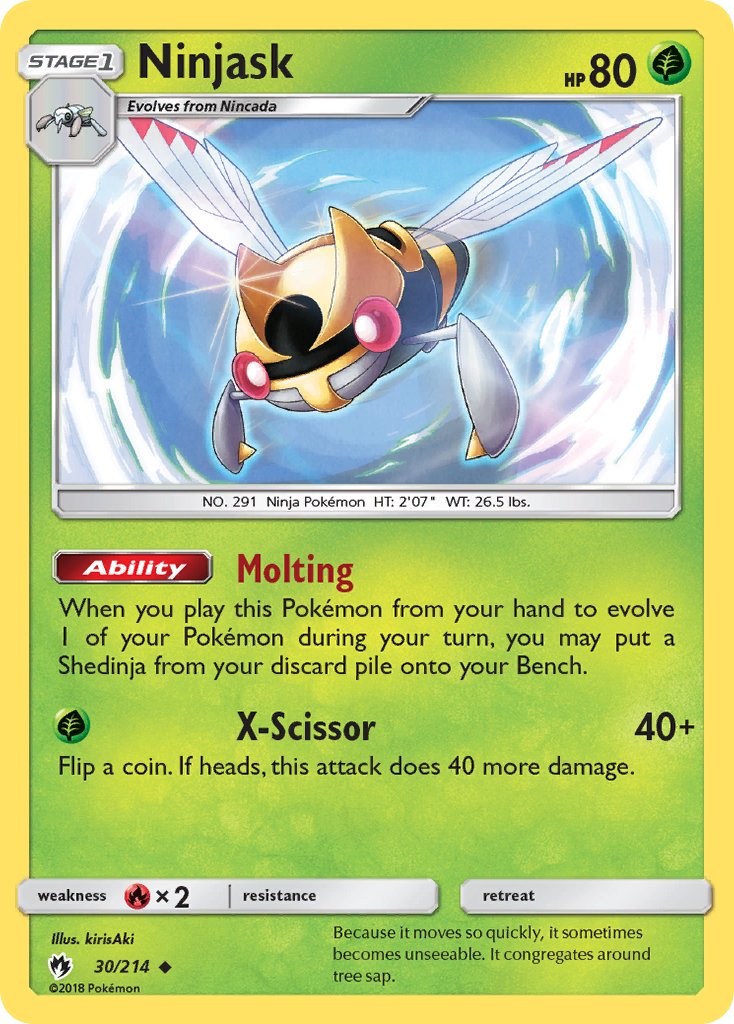 STAGE1
Ninjask
HP80
Evolves from Nincada
NO. 291 Ninja Pokémon HT: 2'07" WT: 26.5 lbs.
Ability Molting
When you play this Pokémon from your hand to evolve
1 of your Pokémon during your turn, you may put a
Shedinja from your discard pile onto your Bench.
X-Scissor 40+
Flip a coin. If heads, this attack does 40 more damage.
weakness ×2 resistance retreat
Illus. kirisAki
30/214
©2018 Pokémon
Because it moves so quickly, it sometimes
becomes unseeable. It congregates around
tree sap.